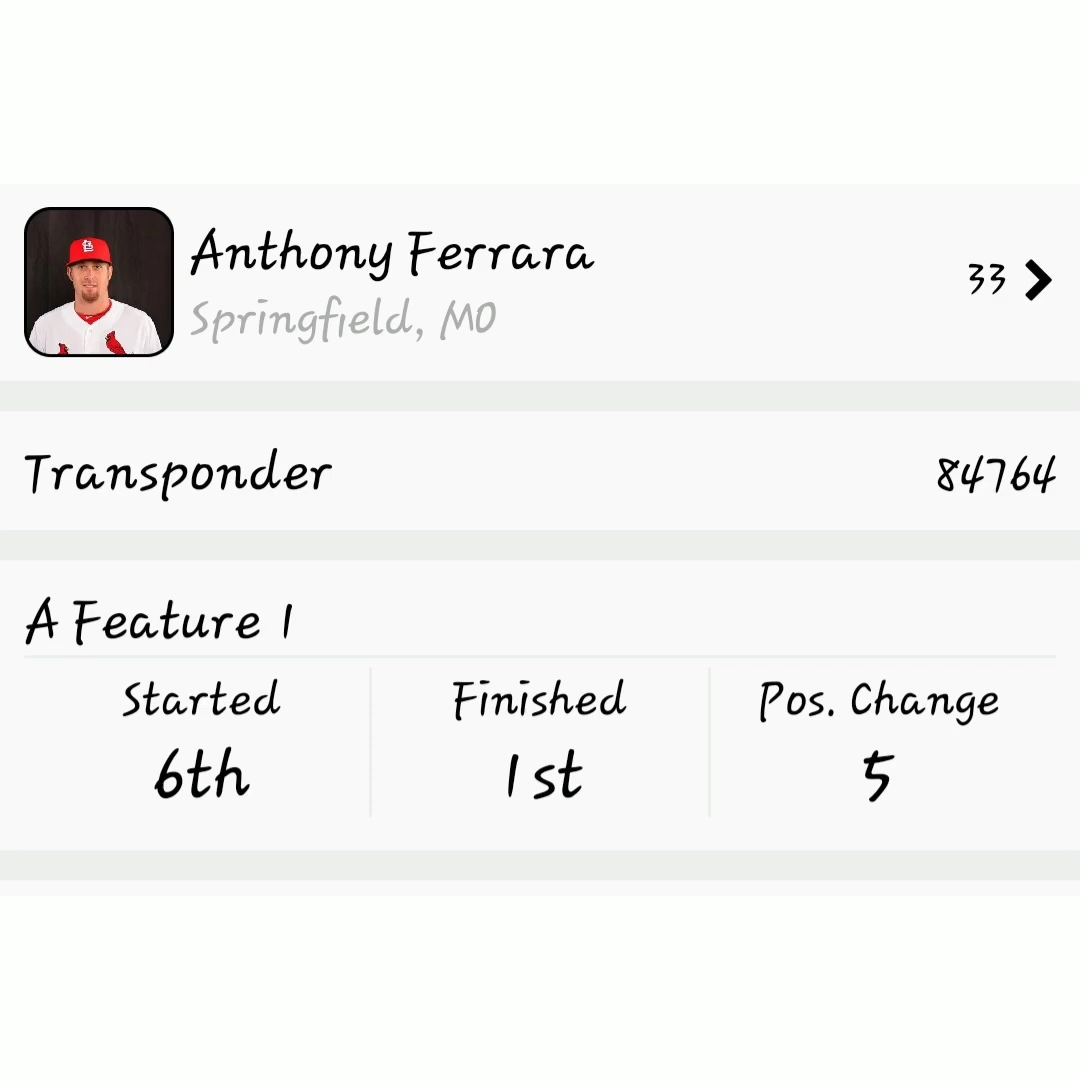 Anthony Ferrara
Springfield, MO
33
Transponder
84764
A Feature 1
Started
Finished
Pos. Change
6th
1st
5